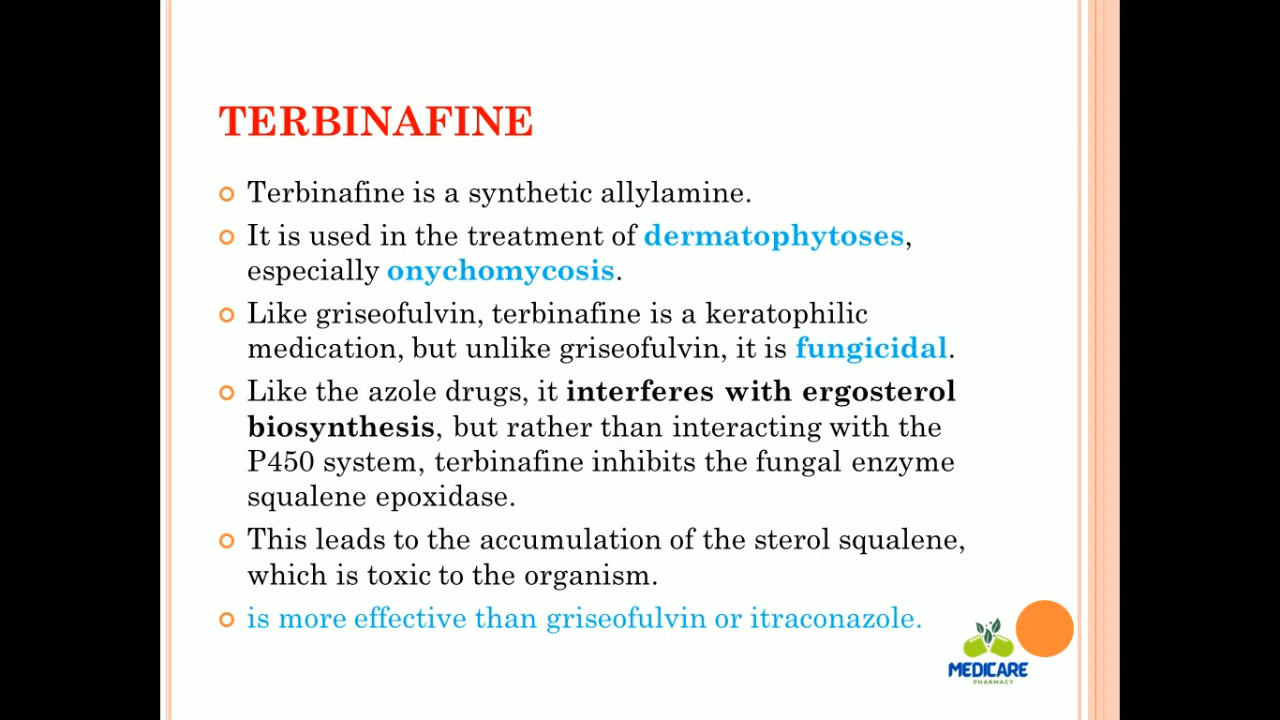 TERBINAFINE
Terbinafine is a synthetic allylamine.
It is used in the treatment of dermatophytoses,
especially onychomycosis.
Like griseofulvin, terbinafine is a keratophilic
medication, but unlike griseofulvin, it is fungicidal.
Like the azole drugs, it interferes with ergosterol
biosynthesis, but rather than interacting with the
P450 system, terbinafine inhibits the fungal enzyme
squalene epoxidase.
This leads to the accumulation of the sterol squalene,
which is toxic to the organism.
is more effective than griseofulvin or itraconazole.
MEDICARE
PHARMACY